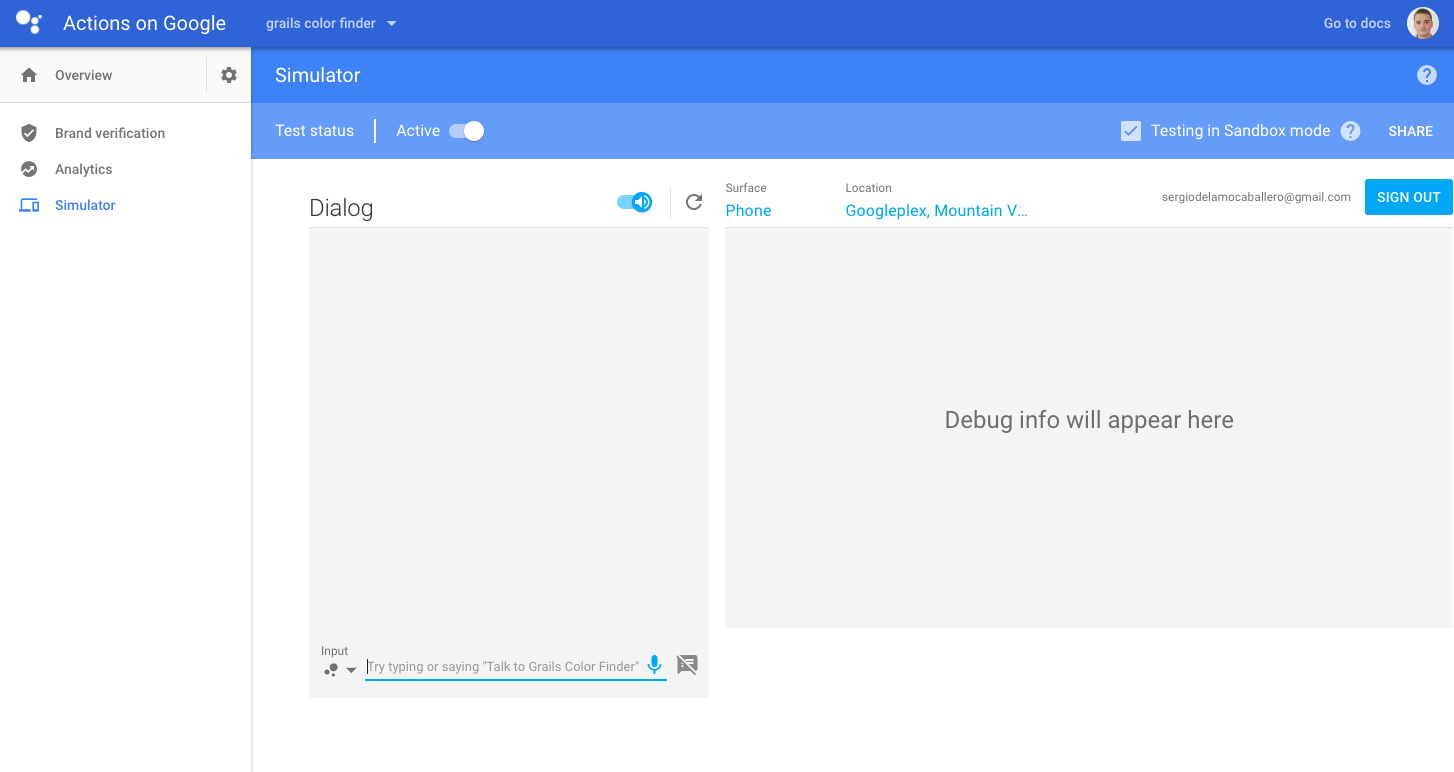 Actions on Google
grails color finder
Go to docs
Overview
Simulator
Brand verification
Analytics
Simulator
Test status
Active
Testing in Sandbox mode
SHARE
Dialog
Surface
Phone
Location
Googleplex, Mountain V...
sergiodelamocaballero@gmail.com
SIGN OUT
Debug info will appear here
Input
Try typing or saying "Talk to Grails Color Finder"